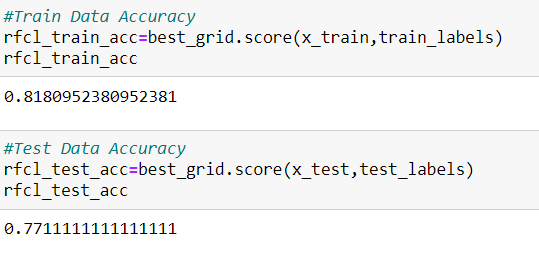 #Train Data Accuracy
rfcl_train_acc=best_grid.score(x_train,train_labels)
rfcl_train_acc
0.8180952380952381
#Test Data Accuracy
rfcl_test_acc=best_grid.score(x_test,test_labels)
rfcl_test_acc
0.7711111111111111